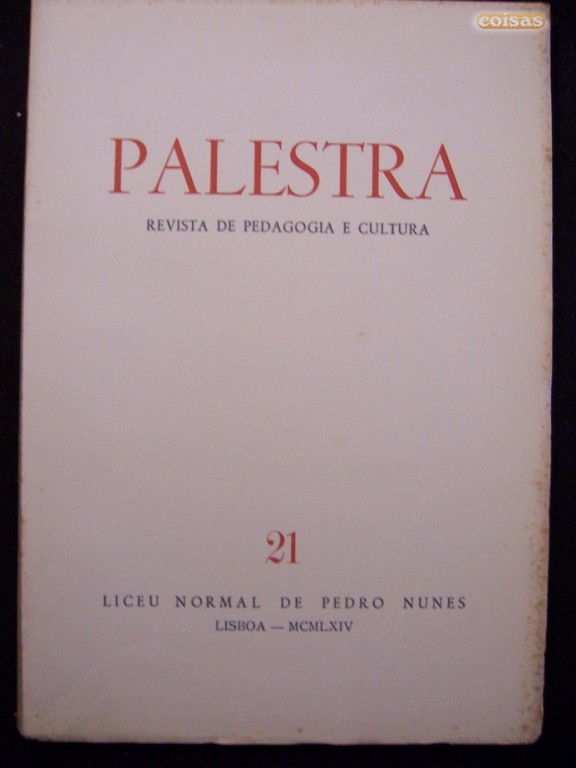 coisas
PALESTRA
REVISTA DE PEDAGOGIA E CULTURA
21
LICEU NORMAL DE PEDRO NUNES
LISBOA — MCMLXIV